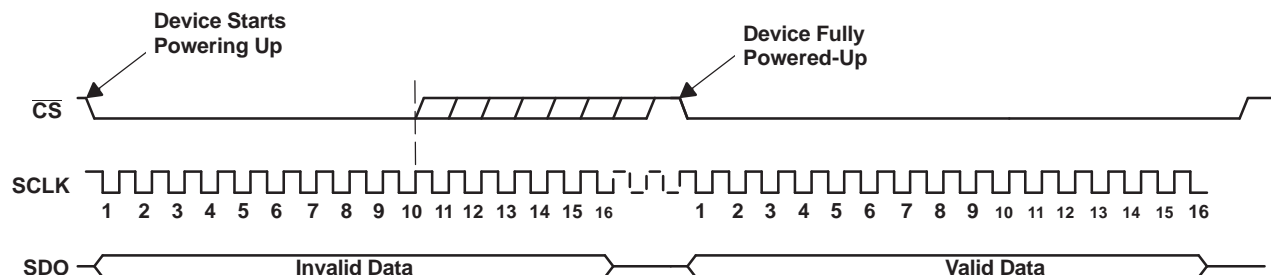 Device Starts
Powering Up
Device Fully
Powered-Up
CS
SCLK
1 2 3 4 5 6 7 8 9 10 11 12 13 14 15 16 1 2 3 4 5 6 7 8 9 10 11 12 13 14 15 16
SDO Invalid Data Valid Data